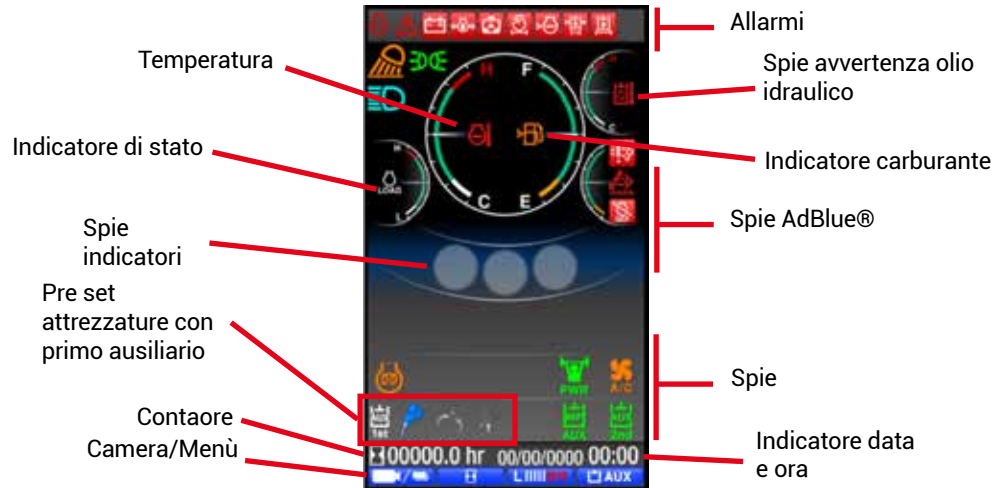 Allarmi
Temperatura
Spie avvertenza olio
idraulico
H
F
C
E
Indicatore di stato
H
LOAD
L
C
Indicatore carburante
Spie AdBlue®
Spie
indicatori
Pre set
attrezzature con
primo ausiliario
PWR
A/C
Spie
1st
AUX
2nd
Contaore
00000.0 hr 00/00/0000 00:00
Indicatore data
e ora
Camera/Menù
L
AUX